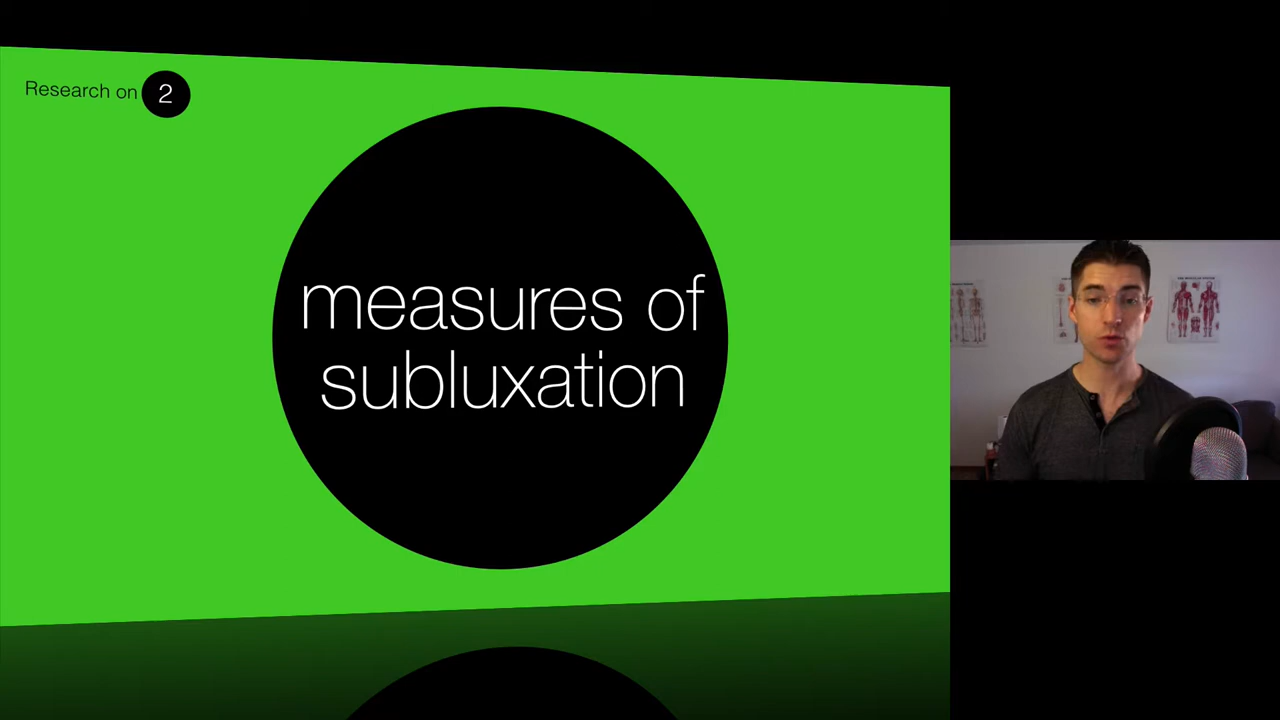 Research on 2
measures of
subluxation